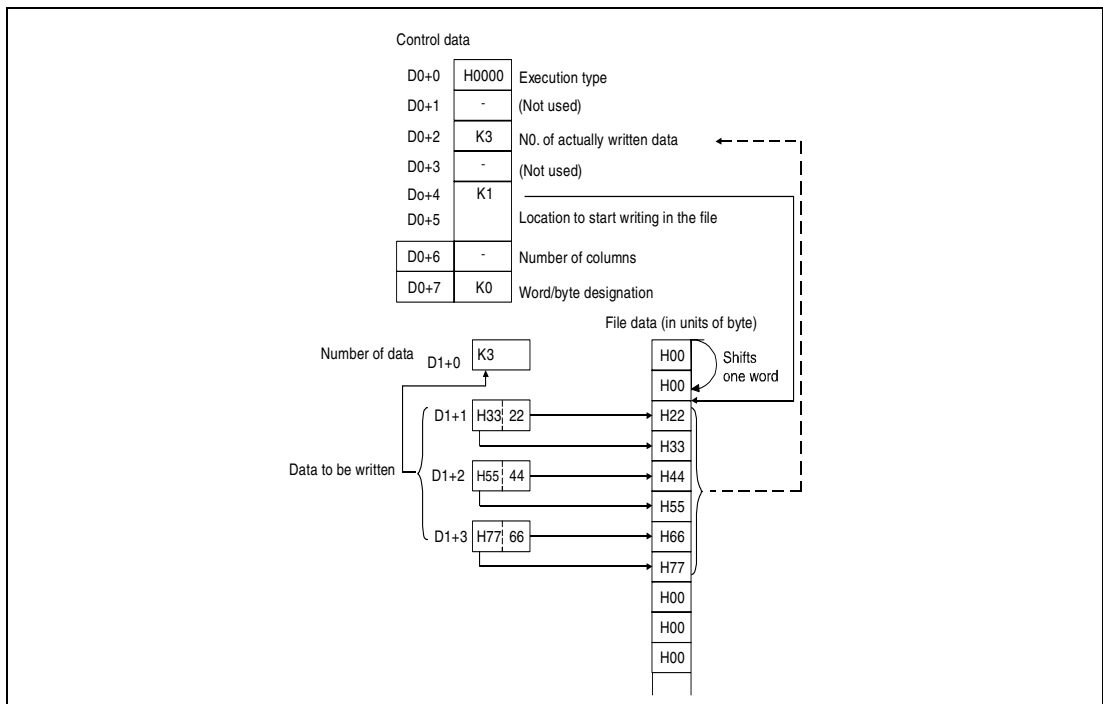 Control data
D0+0 H0000 Execution type
D0+1 - (Not used)
D0+2 K3 N0. of actually written data
D0+3 - (Not used)
Do+4 K1
D0+5 Location to start writing in the file
D0+6 - Number of columns
D0+7 K0 Word/byte designation
File data (in units of byte)
Number of data D1+0 K3
H00 Shifts
one word
H00
D1+1 H33 22 H22
H33
Data to be written
D1+2 H55 44 H44
H55
D1+3 H77 66 H66
H77
H00
H00
H00